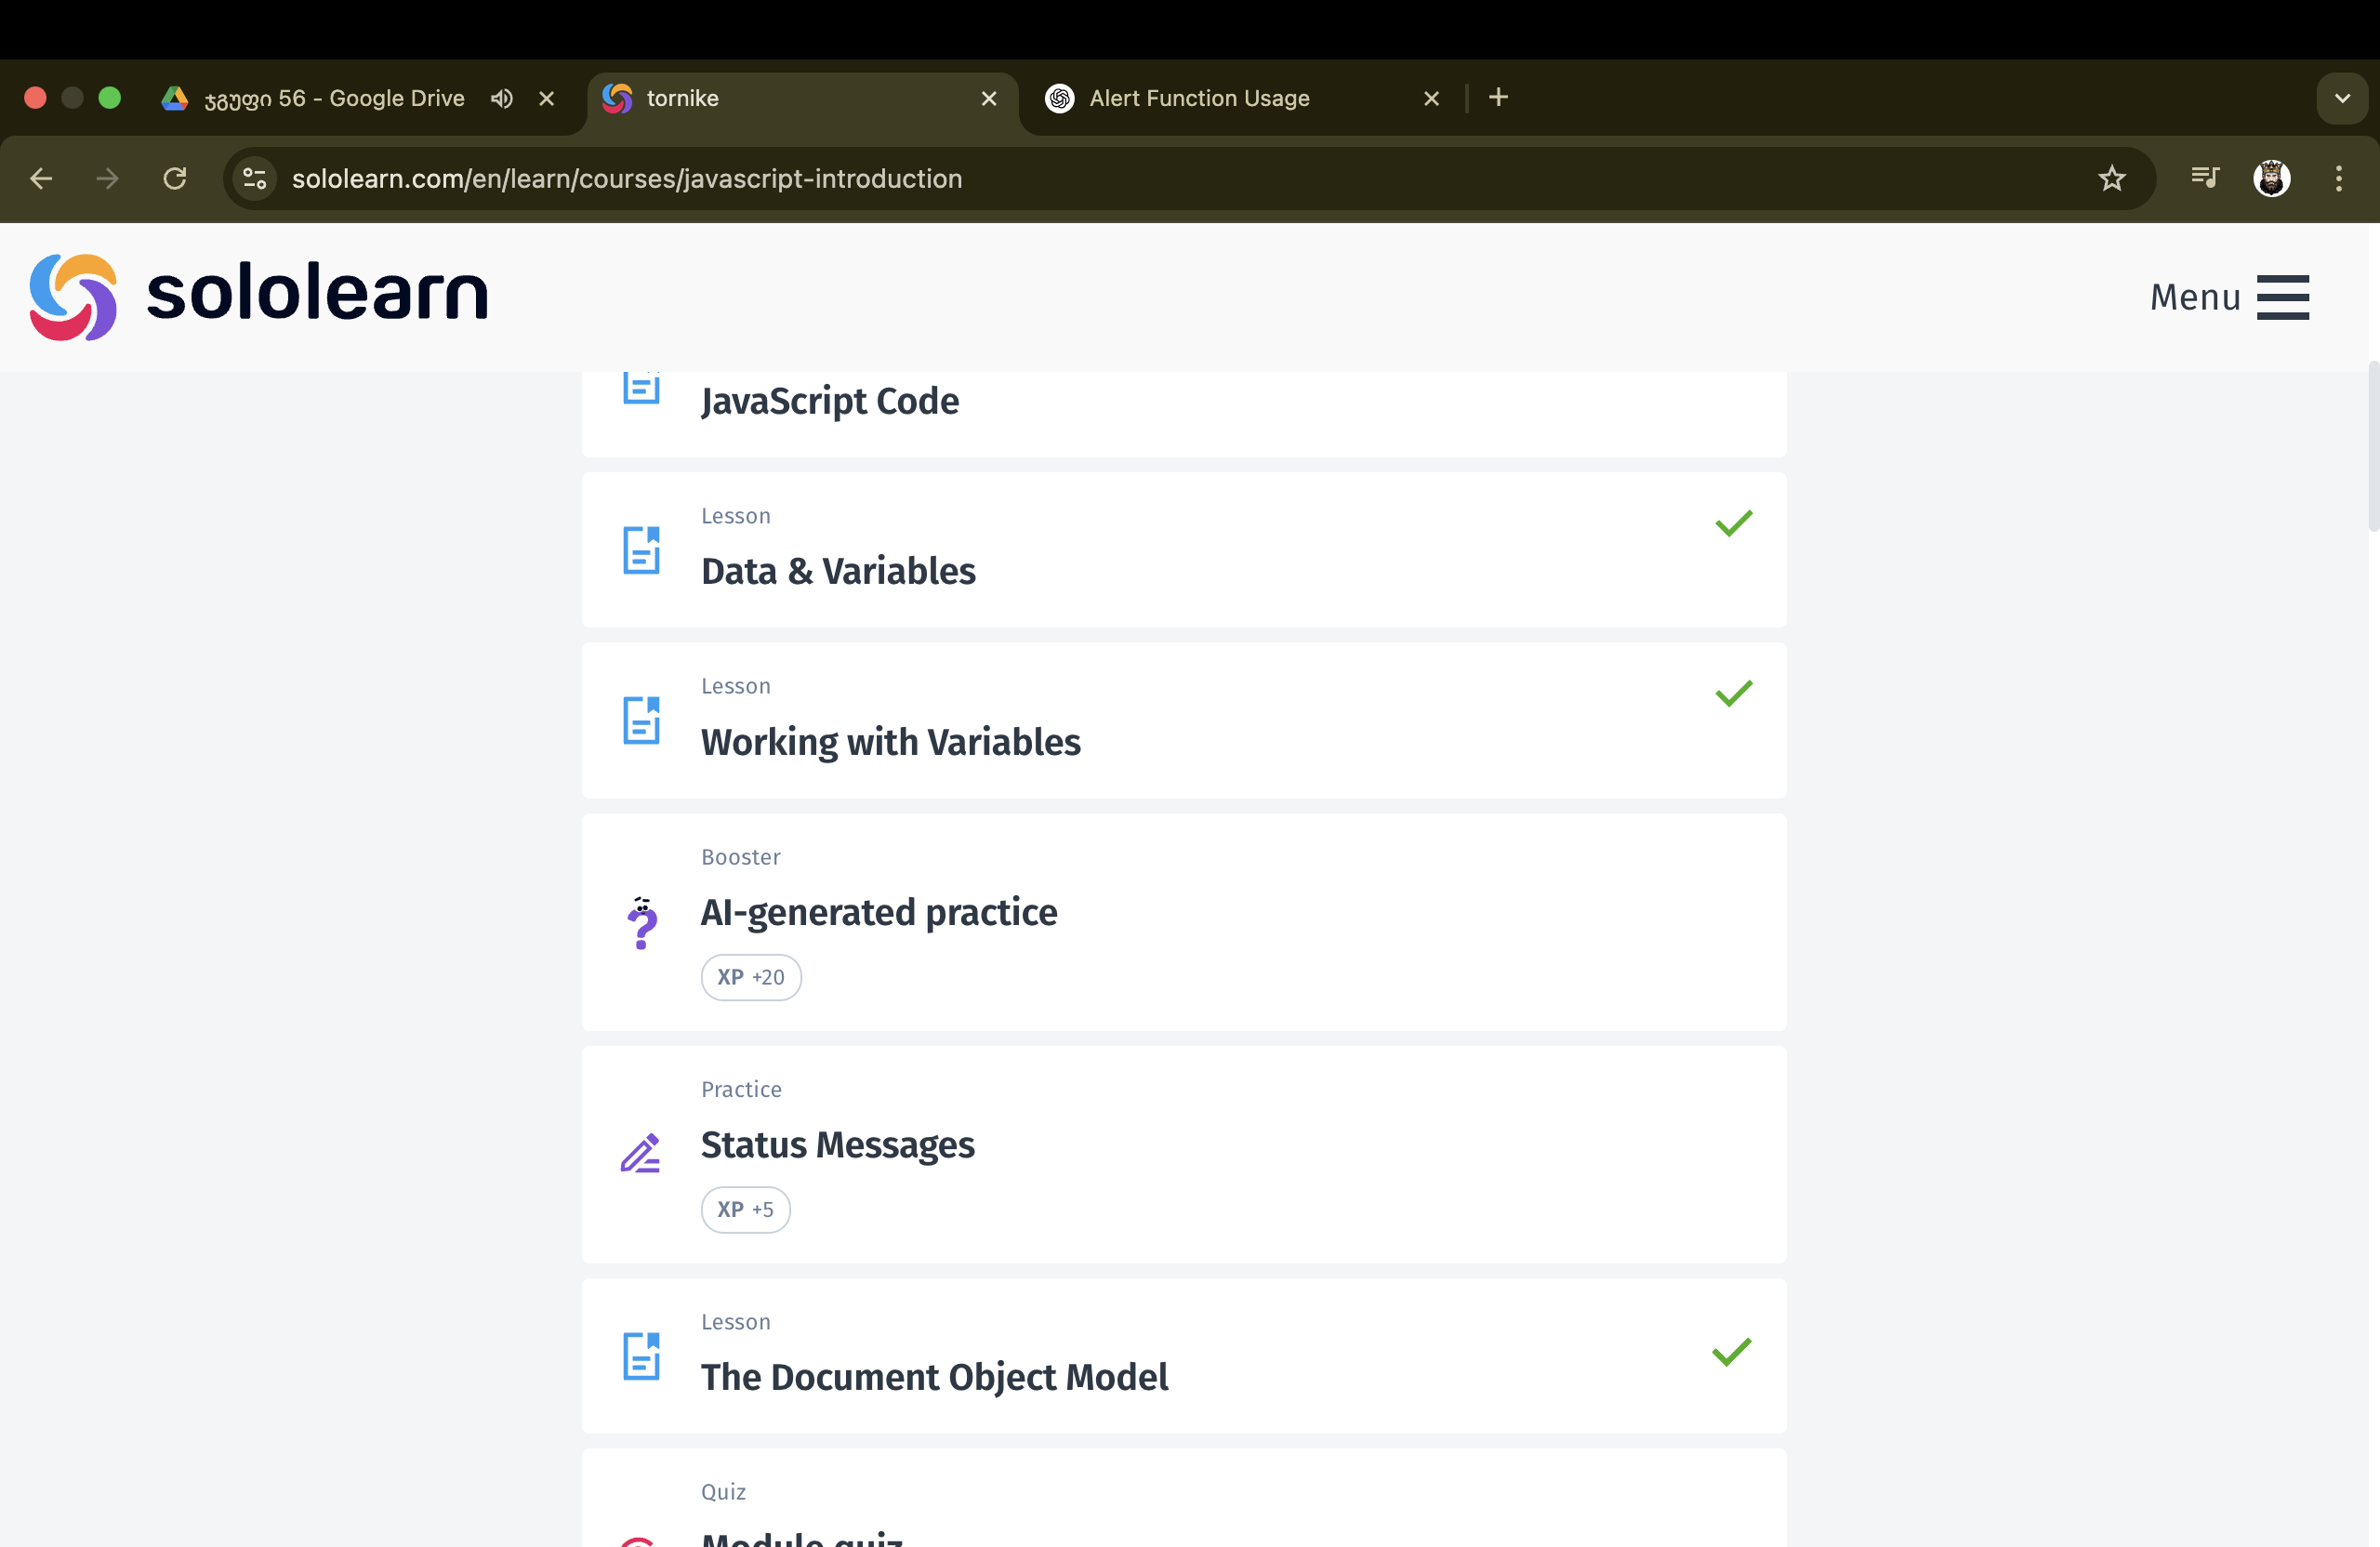 ჯგუფი 56 - Google Drive
tornike
Alert Function Usage
sololearn.com/en/learn/courses/javascript-introduction
sololearn
Menu
JavaScript Code
Lesson
Data & Variables
Lesson
Working with Variables
Booster
AI-generated practice
XP +20
Practice
Status Messages
XP +5
Lesson
The Document Object Model
Quiz
Module quiz